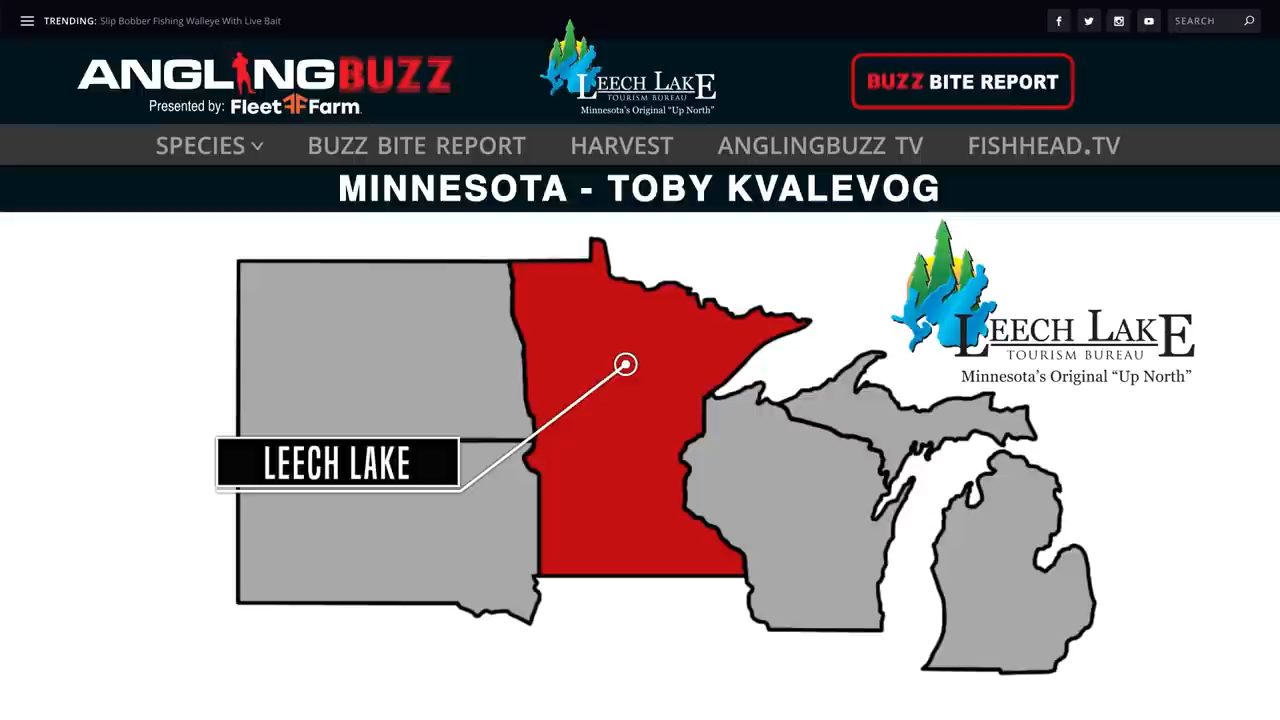 TRENDING: Slip Bobber Fishing Walleye With Live Bait
SEARCH
ANGLINGBUZZ
Presented by: Fleet Farm
LEECH LAKE
TOURISM BUREAU
Minnesota's Original "Up North"
BUZZ BITE REPORT
SPECIES BUZZ BITE REPORT HARVEST ANGLINGBUZZ TV FISHHEAD.TV
MINNESOTA - TOBY KVALEVOG
LEECH LAKE
TOURISM BUREAU
Minnesota's Original "Up North"
LEECH LAKE